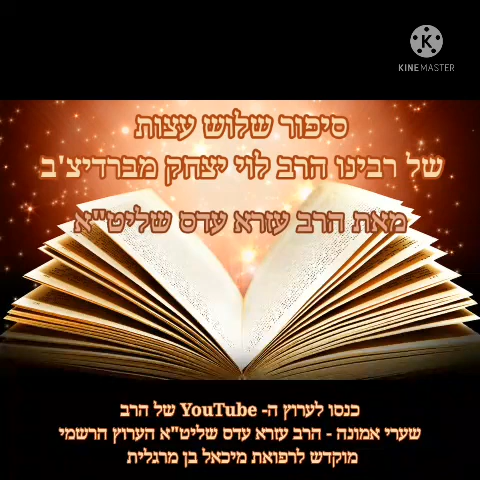 KINEMASTER
סיפור שלוש עצות
של רבינו הרב לוי יצחק מברדיצ'ב
מאת הרב עזרא עדס שליט"א
כנסו לערוץ ה- YouTube של הרב
שערי אמונה - הרב עזרא עדס שליט"א הערוץ הרשמי
מוקדש לרפואת מיכאל בן מרגלית